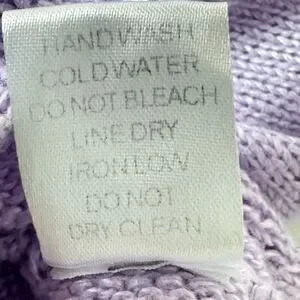 HAND WASH
COLD WATER
DO NOT BLEACH
LINE DRY
IRON LOW
DO NOT
DRY CLEAN